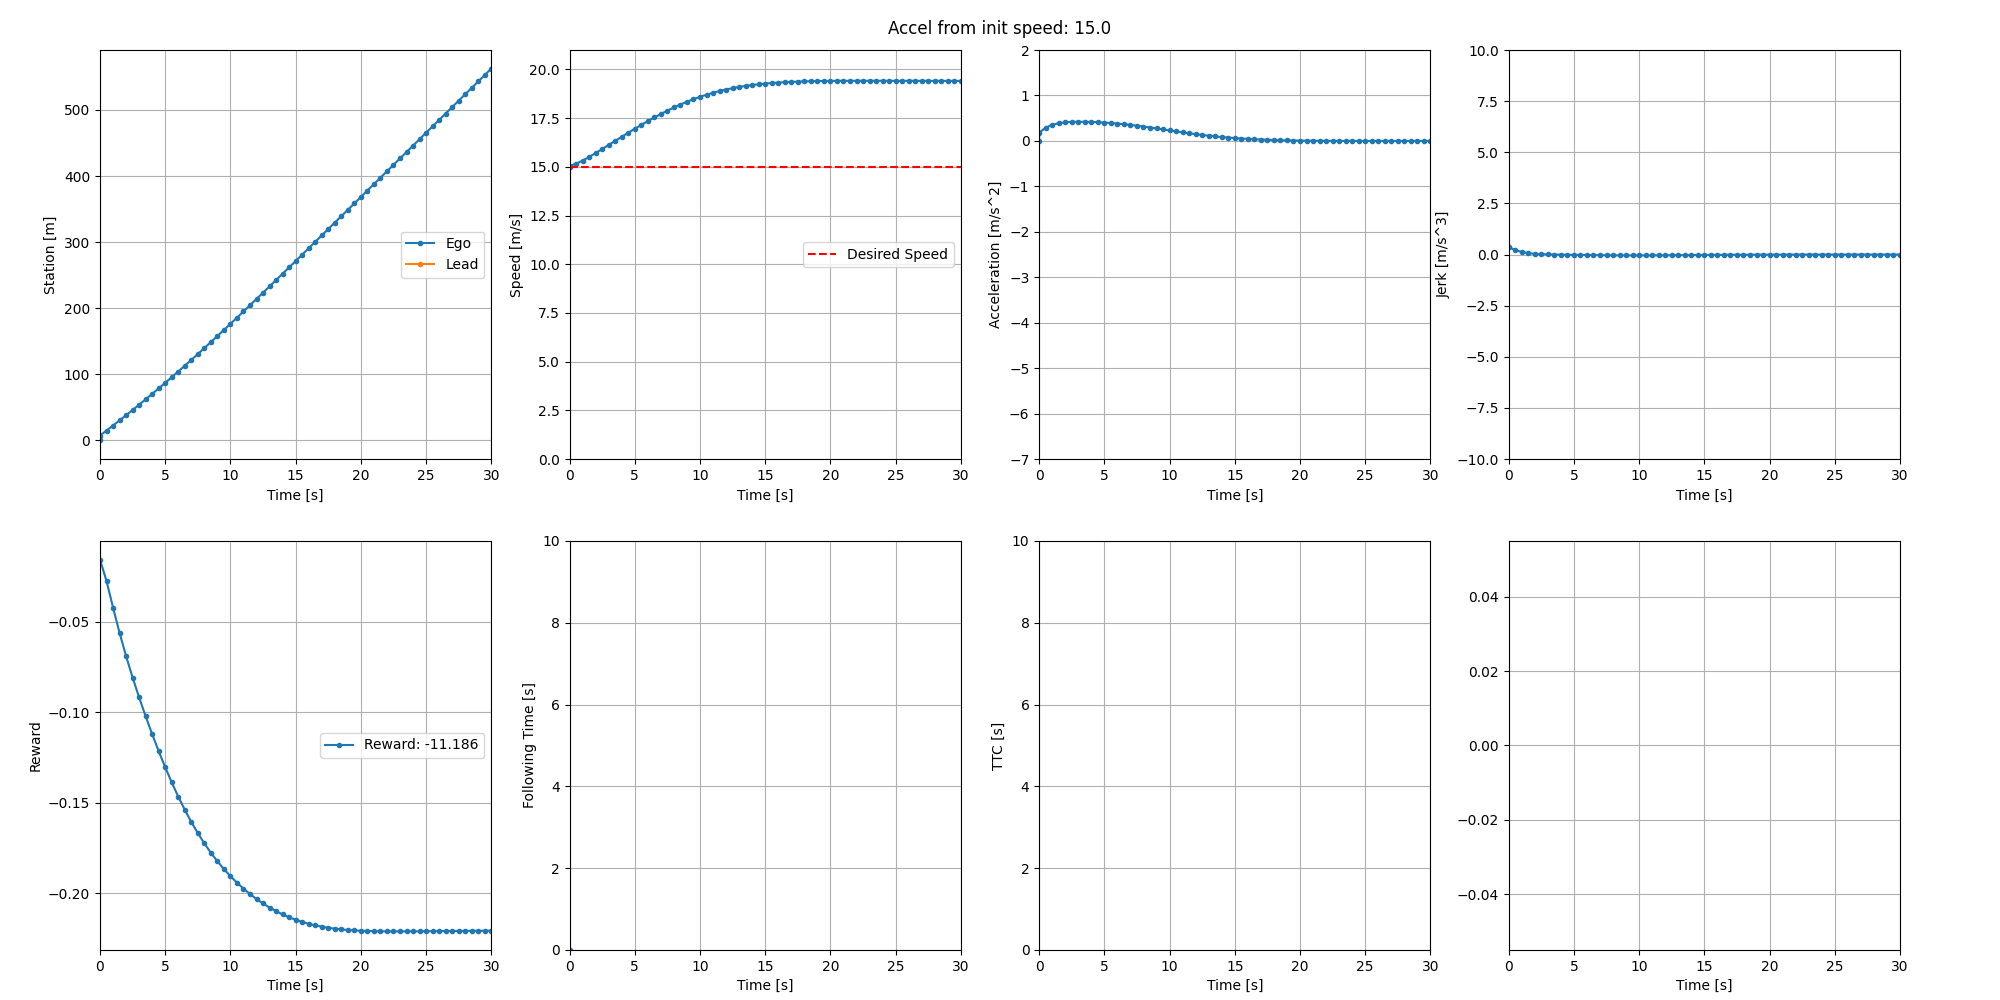 Accel from init speed: 15.0
Station [m]
500
400
300
200
100
0
Ego
Lead
0 5 10 15 20 25 30
Time [s]
Speed [m/s]
20.0
17.5
15.0
12.5
10.0
7.5
5.0
2.5
0.0
Desired Speed
0 5 10 15 20 25 30
Time [s]
Acceleration [m/s^2]
2
1
0
−1
−2
−3
−4
−5
−6
−7
0 5 10 15 20 25 30
Time [s]
Jerk [m/s^3]
10.0
7.5
5.0
2.5
0.0
−2.5
−5.0
−7.5
−10.0
0 5 10 15 20 25 30
Time [s]
Reward
−0.05
−0.10
−0.15
−0.20
Reward: -11.186
0 5 10 15 20 25 30
Time [s]
Following Time [s]
10
8
6
4
2
0
0 5 10 15 20 25 30
Time [s]
TTC [s]
10
8
6
4
2
0
0 5 10 15 20 25 30
Time [s]
0.04
0.02
0.00
−0.02
−0.04
0 5 10 15 20 25 30
Time [s]